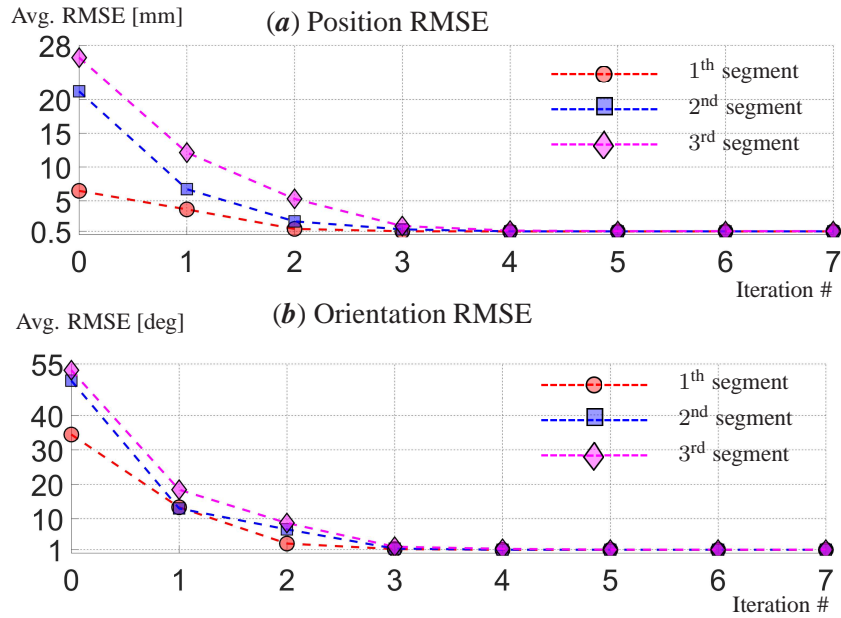 Avg. RMSE [mm]
(a) Position RMSE
28
20
15
10
5
0.5
1th segment
2nd segment
3rd segment
0 1 2 3 4 5 6 7
Iteration #
Avg. RMSE [deg]
(b) Orientation RMSE
55
40
30
20
10
1
1th segment
2nd segment
3rd segment
0 1 2 3 4 5 6 7
Iteration #